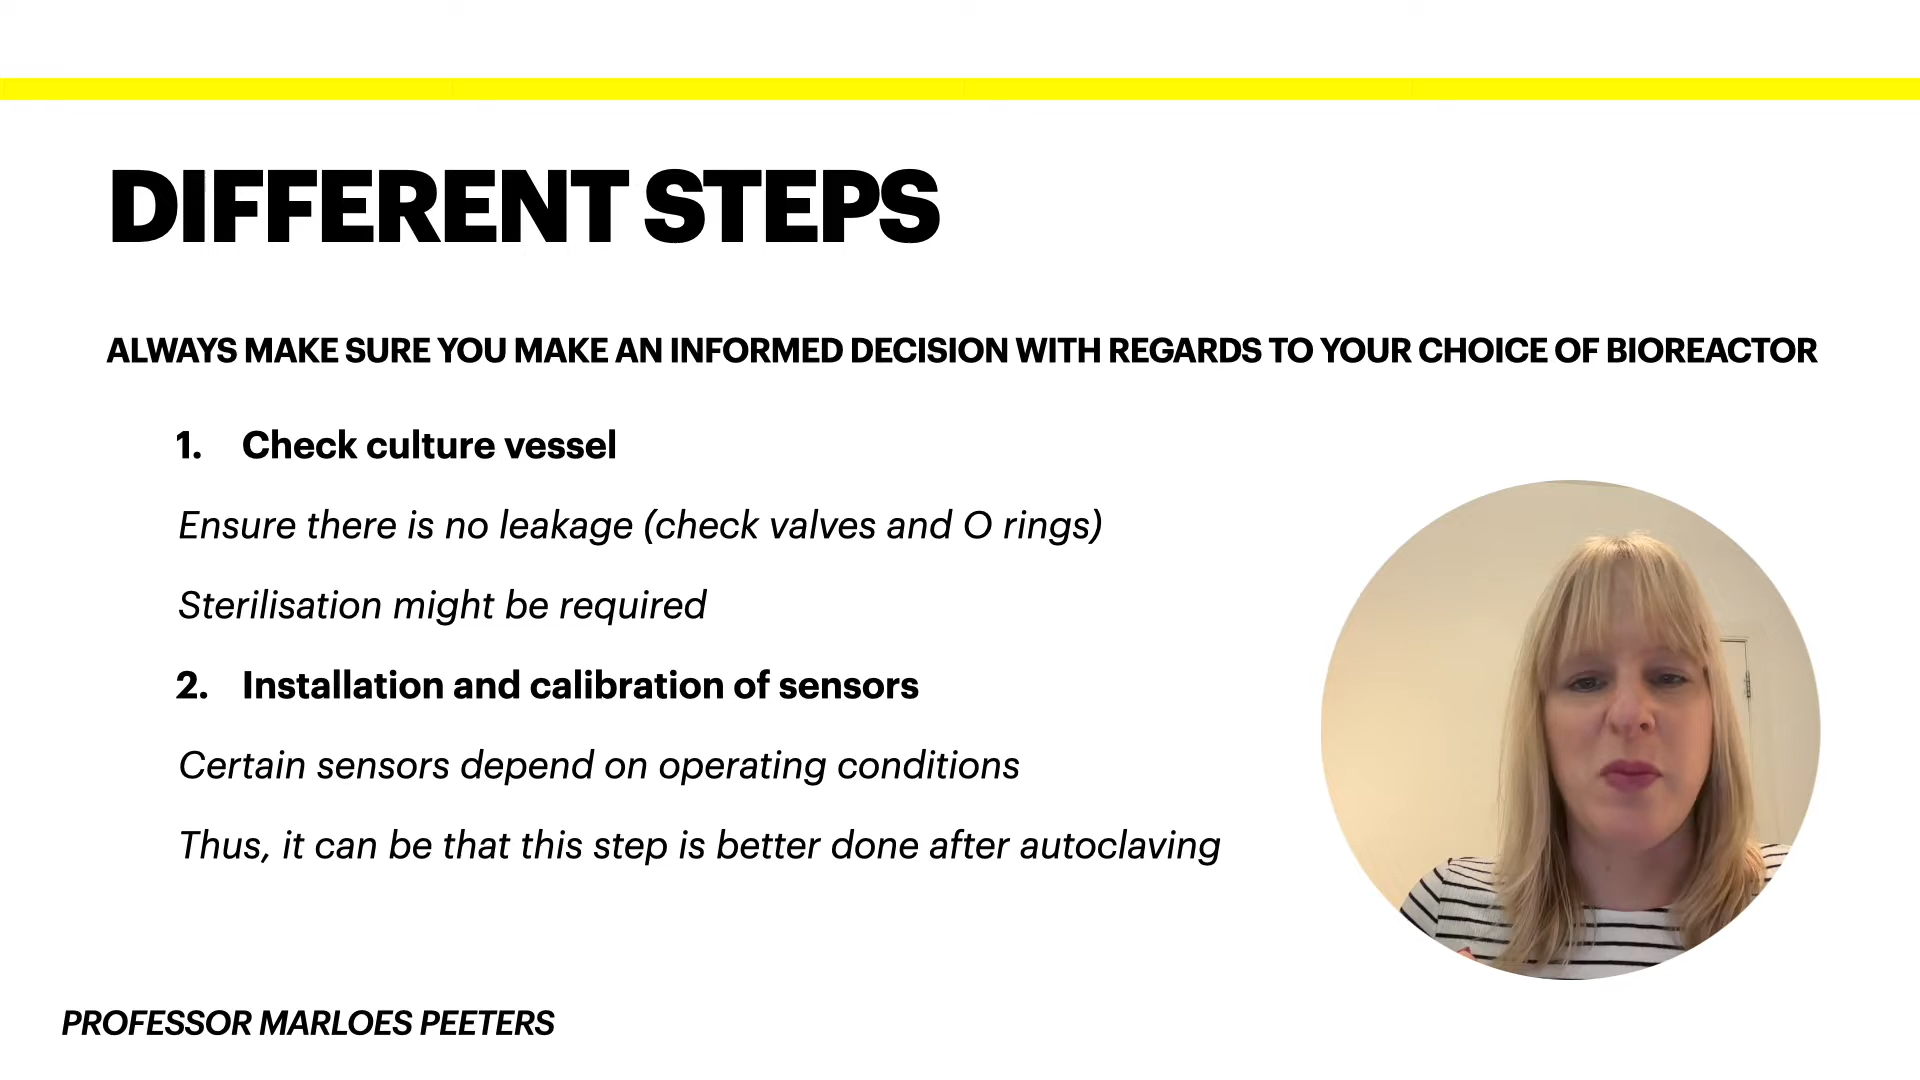 DIFFERENT STEPS
ALWAYS MAKE SURE YOU MAKE AN INFORMED DECISION WITH REGARDS TO YOUR CHOICE OF BIOREACTOR
1. Check culture vessel
Ensure there is no leakage (check valves and O rings)
Sterilisation might be required
2. Installation and calibration of sensors
Certain sensors depend on operating conditions
Thus, it can be that this step is better done after autoclaving
PROFESSOR MARLOES PEETERS